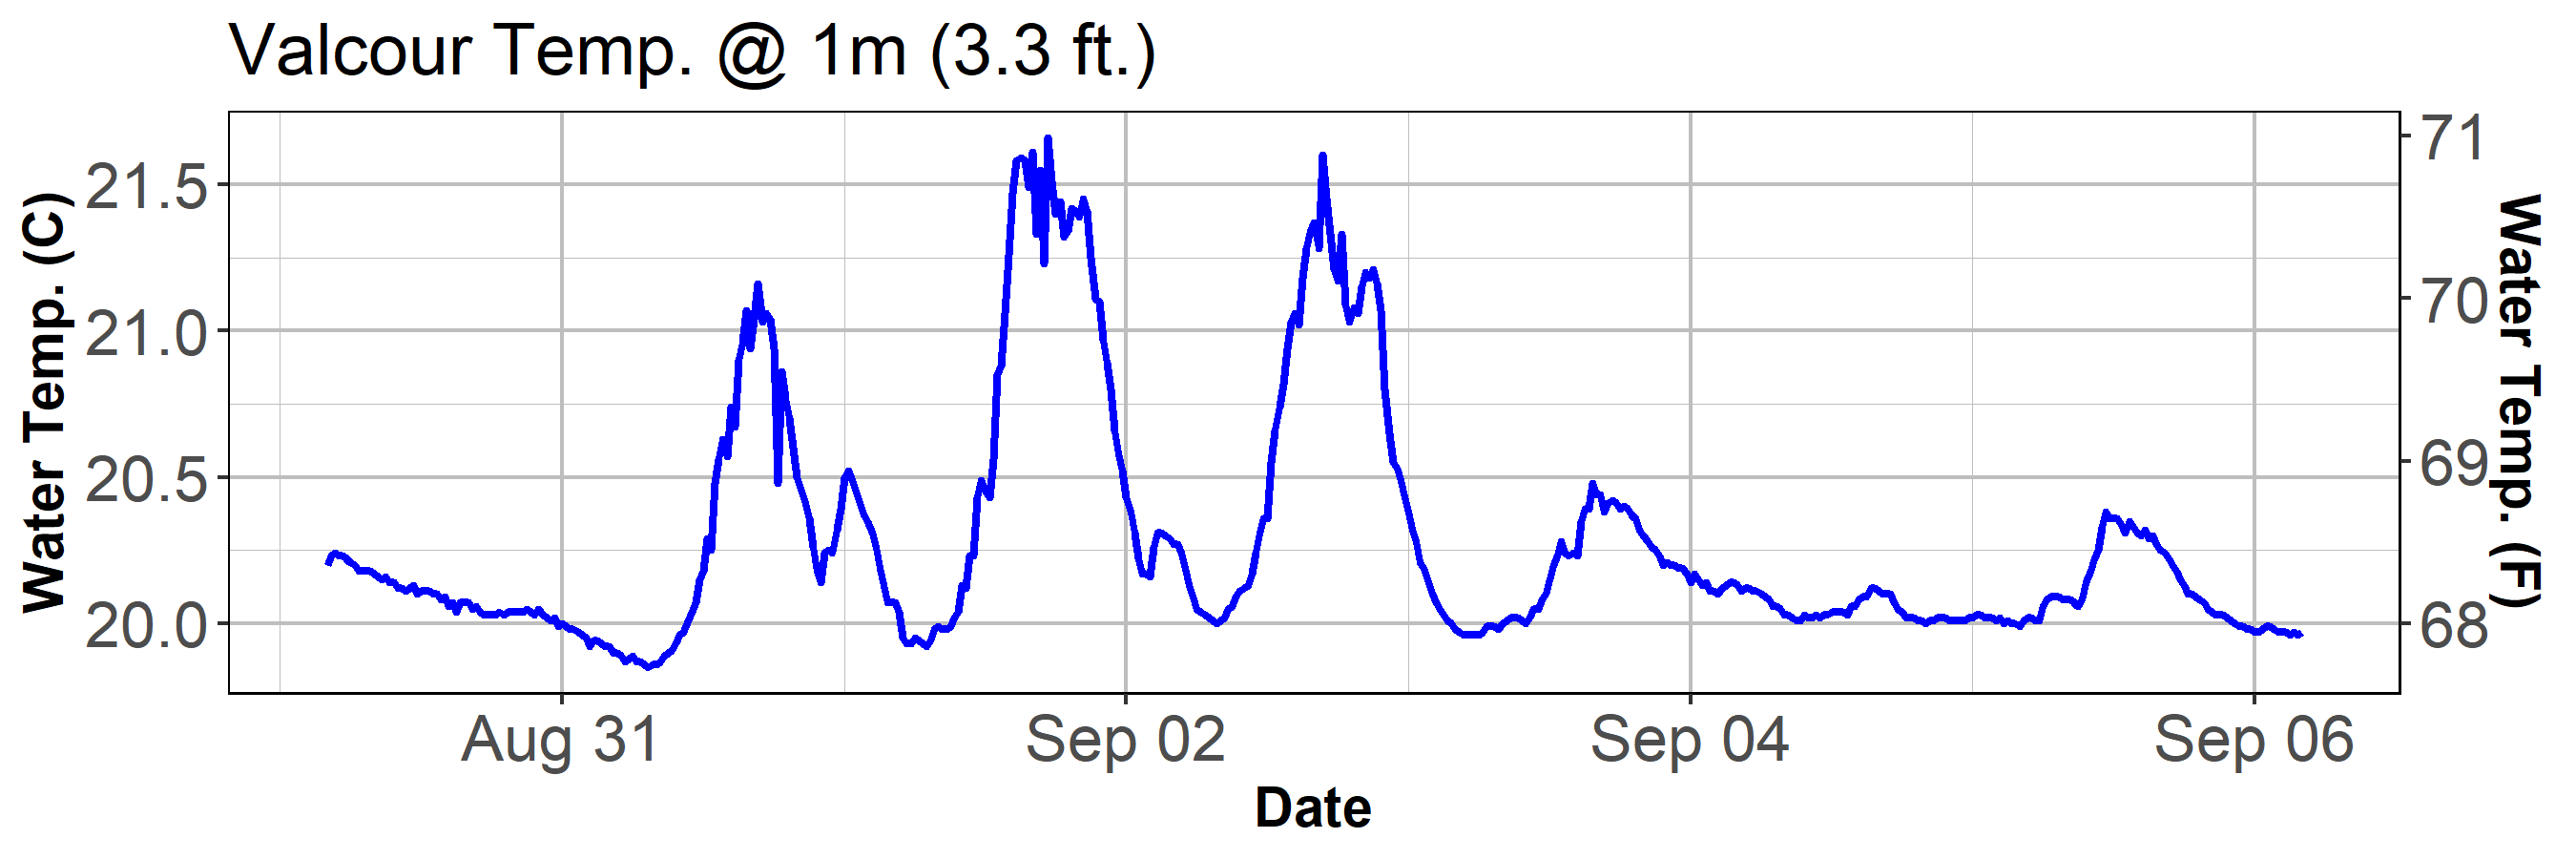 Valcour Temp. @ 1m (3.3 ft.)
Water Temp. (C)
21.5
21.0
20.5
20.0
71
70
69
68
Water Temp. (F)
Aug 31
Sep 02
Sep 04
Sep 06
Date